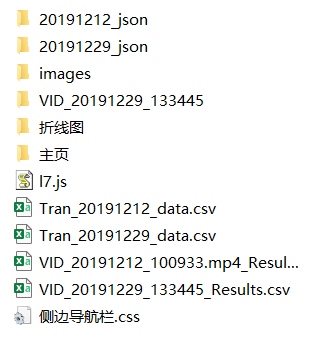 20191212_json
20191229_json
images
VID_20191229_133445
折线图
主页
l7.js
Tran_20191212_data.csv
Tran_20191229_data.csv
VID_20191212_100933.mp4_Resul...
VID_20191229_133445_Results.csv
侧边导航栏.css